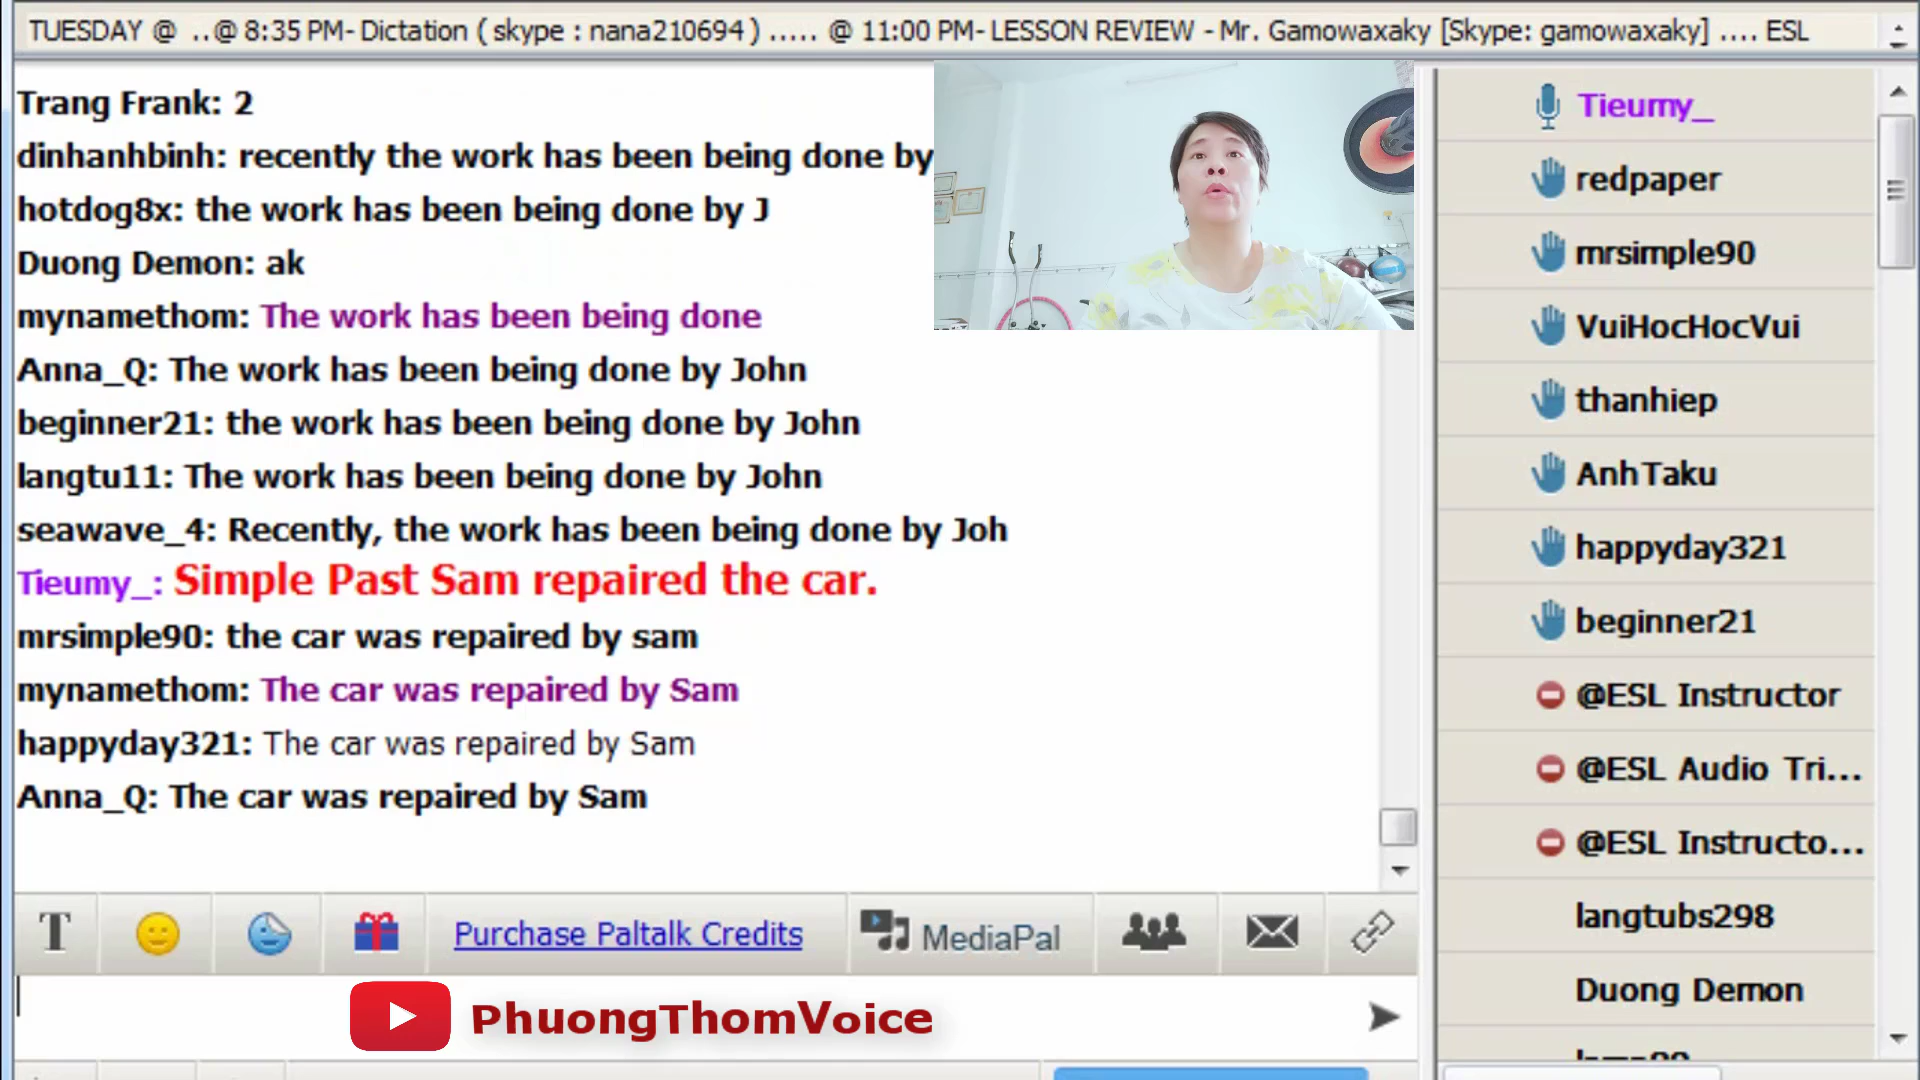 TUESDAY @ ..@ 8:35 PM- Dictation ( skype : nana210694 ) ..... @ 11:00 PM- LESSON REVIEW - Mr. Gamowaxaky [Skype: gamowaxaky] .... ESL
Trang Frank: 2
dinhanhbinh: recently the work has been being done by
hotdog8x: the work has been being done by J
Duong Demon: ak
mynamethom: The work has been being done
Anna_Q: The work has been being done by John
beginner21: the work has been being done by John
langtu11: The work has been being done by John
seawave_4: Recently, the work has been being done by Joh
Tieumy_: Simple Past Sam repaired the car.
mrsimple90: the car was repaired by sam
mynamethom: The car was repaired by Sam
happyday321: The car was repaired by Sam
Anna_Q: The car was repaired by Sam
T
Purchase Paltalk Credits
MediaPal
PhuongThomVoice
Tieumy_
redpaper
mrsimple90
VuiHocHocVui
thanhiep
AnhTaku
happyday321
beginner21
@ESL Instructor
@ESL Audio Tri...
@ESL Instructo...
langtubs298
Duong Demon